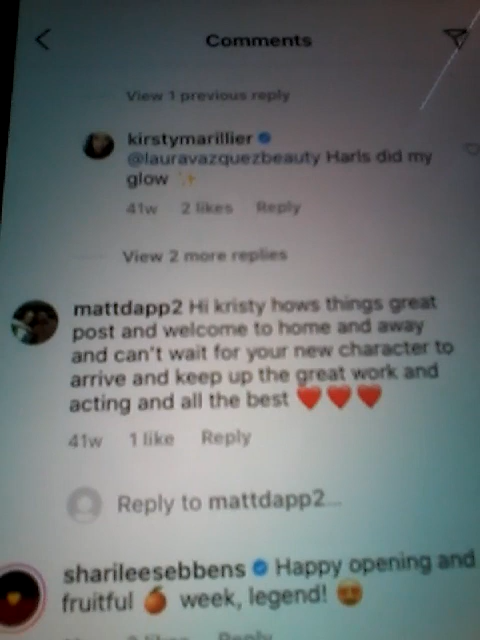 Comments
View 1 previous reply
kirstymarillier
@lauravazquezbeauty Harls did my
glow ✨
41w 2 likes Reply
View 2 more replies
mattdapp2 Hi kristy hows things great
post and welcome to home and away
and can't wait for your new character to
arrive and keep up the great work and
acting and all the best ❤️❤️❤️
41w 1 like Reply
Reply to mattdapp2...
sharileesebbens Happy opening and
fruitful 🍊 week, legend! 🤩
Reply